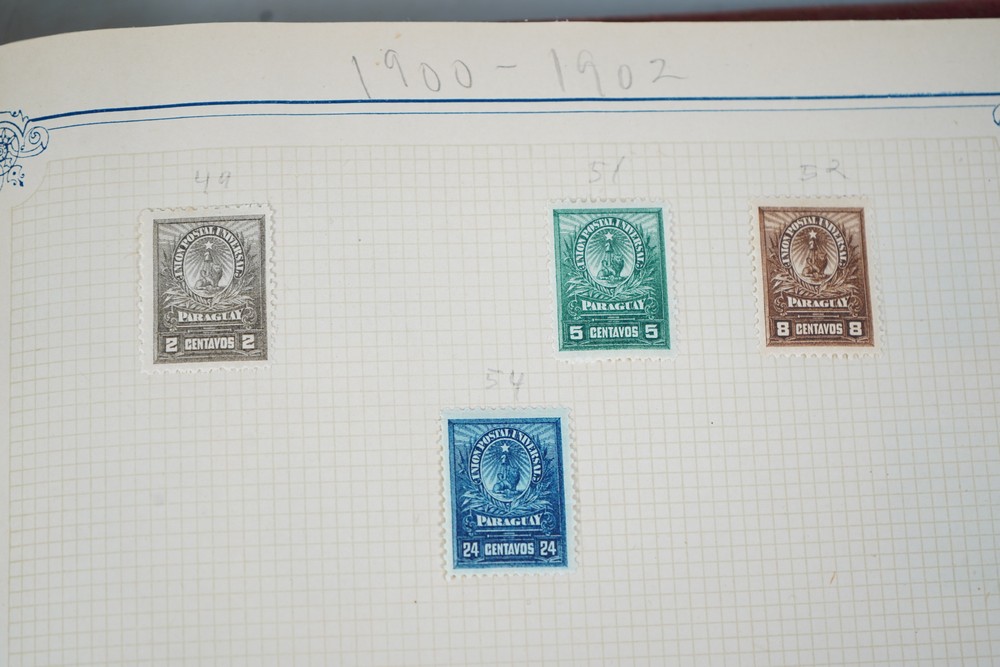 1900 - 1902
49
51
52
UNION POSTAL UNIVERSAL
PARAGUAY
2 CENTAVOS 2
UNION POSTAL UNIVERSAL
PARAGUAY
5 CENTAVOS 5
UNION POSTAL UNIVERSAL
PARAGUAY
8 CENTAVOS 8
54
UNION POSTAL UNIVERSAL
PARAGUAY
24 CENTAVOS 24